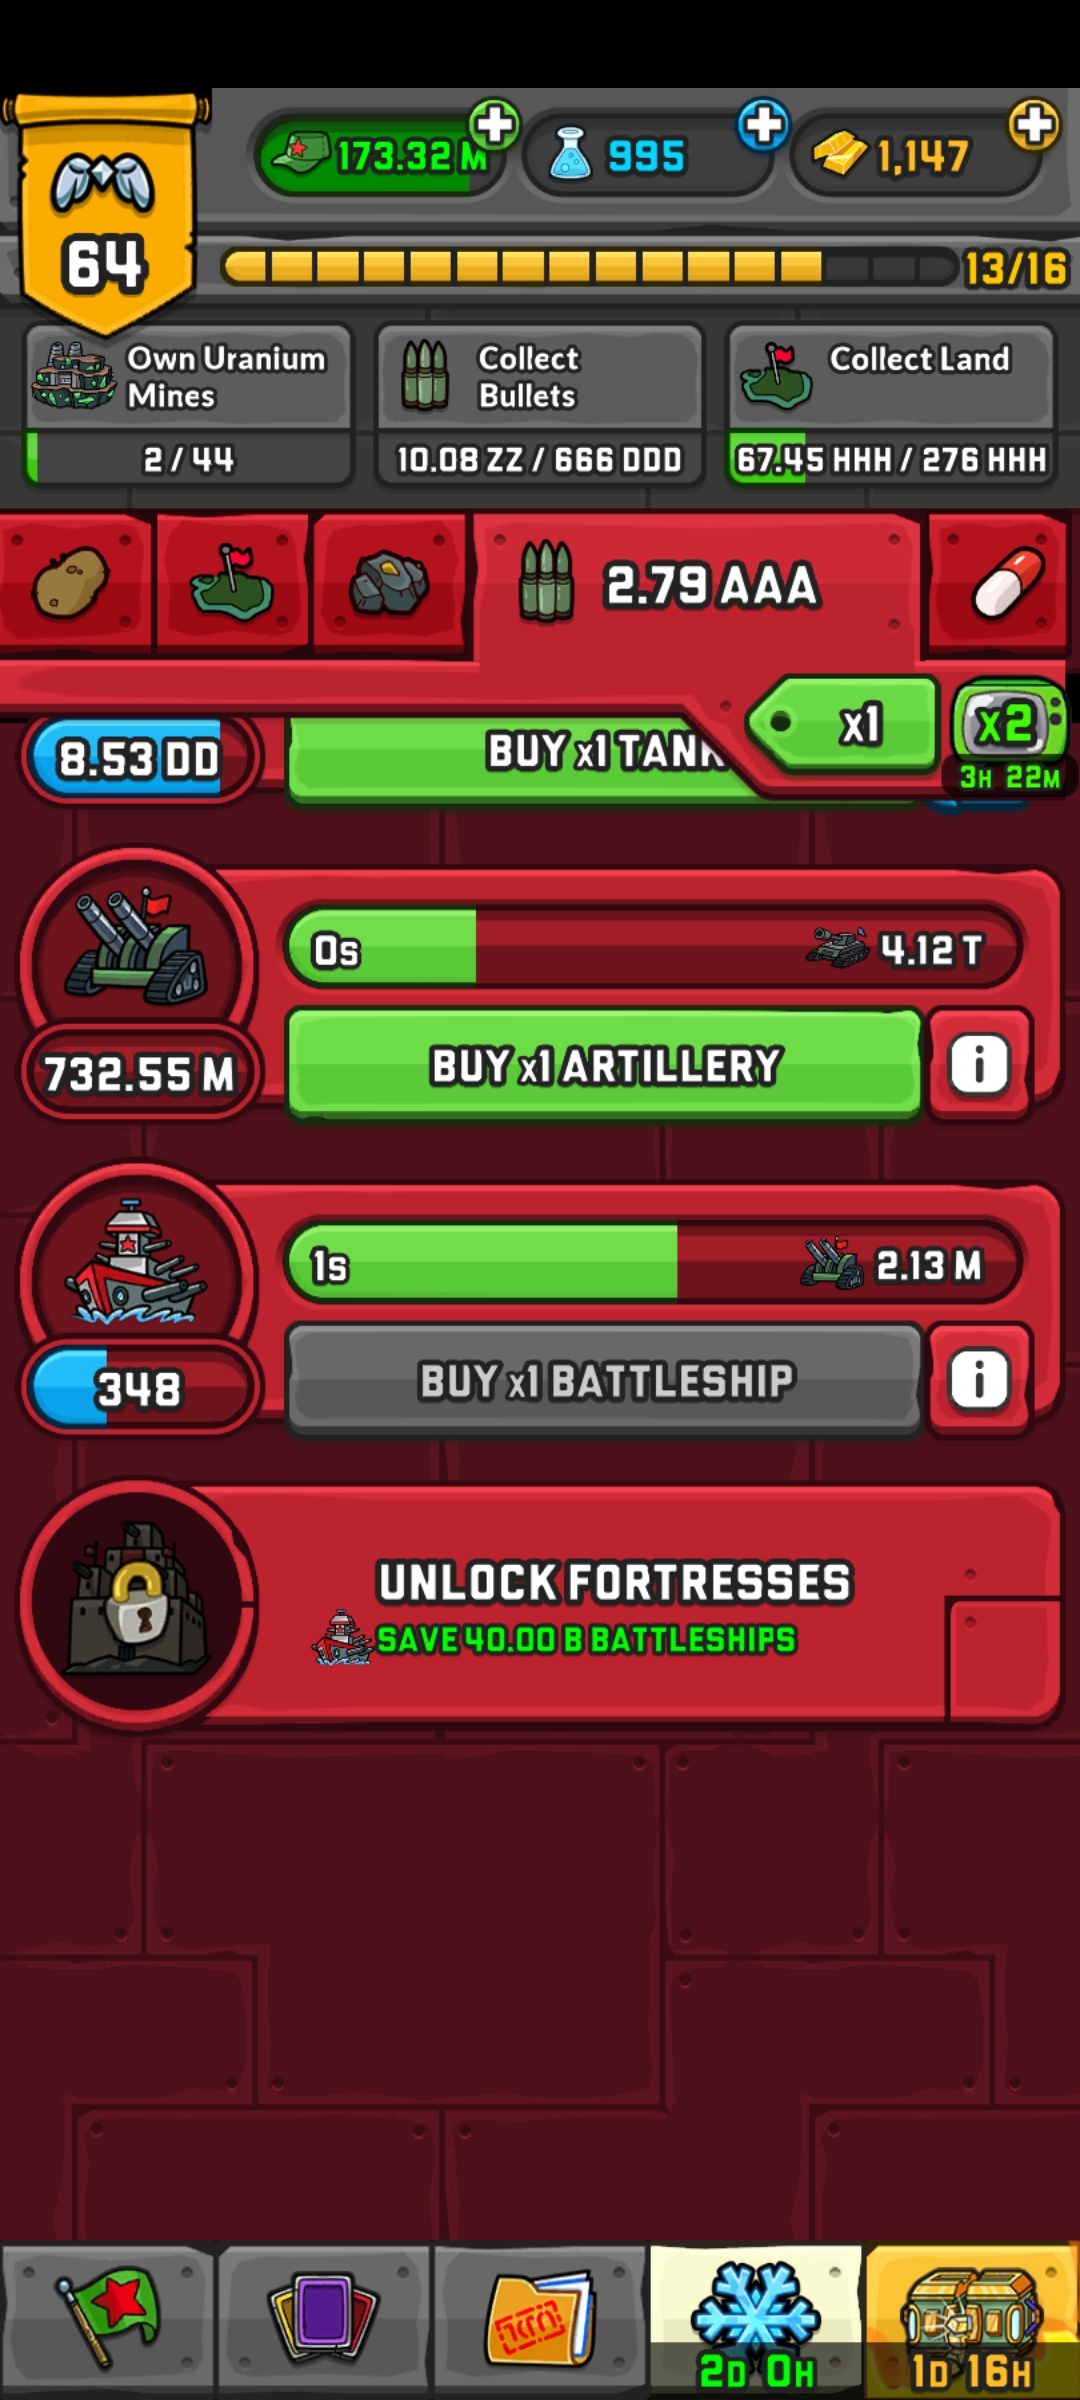 173.32 M
995
1,147
64
13/16
Own Uranium
Mines
2 / 44
Collect
Bullets
10.08 ZZ / 666 DDD
Collect Land
67.45 HHH / 276 HHH
2.79 AAA
x1
x2
3H 22M
8.53 DD
BUY x1 TANK
0s
4.12 T
732.55 M
BUY x1 ARTILLERY
i
1s
2.13 M
348
BUY x1 BATTLESHIP
i
UNLOCK FORTRESSES
SAVE 40.00 B BATTLESHIPS
2D 0H
1D 16H